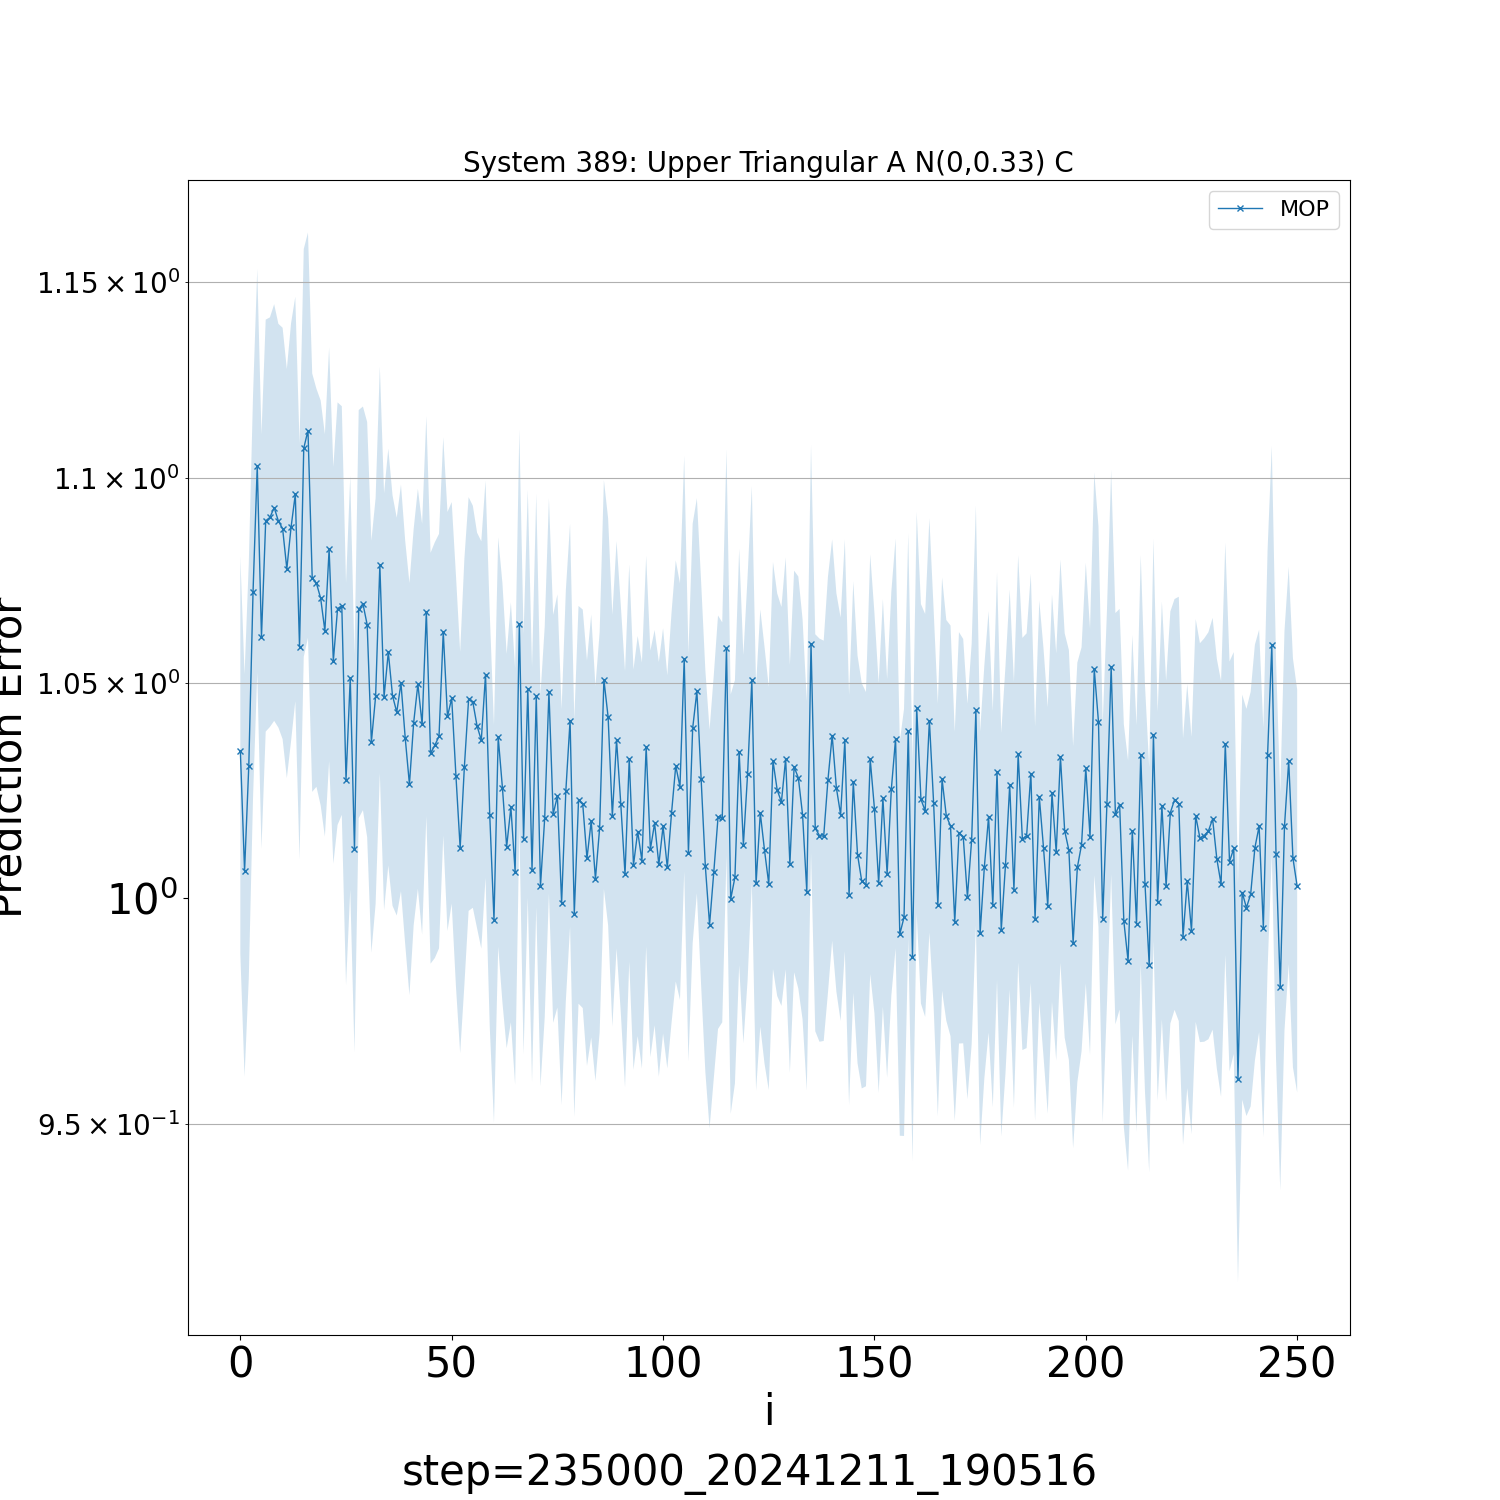 System 389: Upper Triangular A N(0,0.33) C
MOP
1.15 × 10⁰
1.1 × 10⁰
1.05 × 10⁰
10⁰
9.5 × 10⁻¹
Prediction Error
0 50 100 150 200 250
i
step=235000_20241211_190516